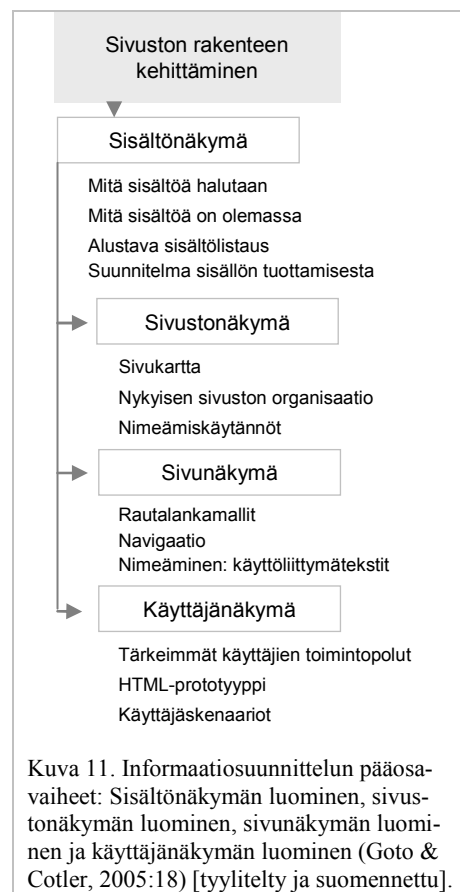 Sivuston rakenteen
kehittäminen
Sisältönäkymä
Mitä sisältöä halutaan
Mitä sisältöä on olemassa
Alustava sisältölistaus
Suunnitelma sisällön tuottamisesta
Sivustonäkymä
Sivukartta
Nykyisen sivuston organisaatio
Nimeämiskäytännöt
Sivunäkymä
Rautalankamallit
Navigaatio
Nimeäminen: käyttöliittymätekstit
Käyttäjänäkymä
Tärkeimmät käyttäjien toimintopolut
HTML-prototyyppi
Käyttäjäskenaariot
Kuva 11. Informaatiosuunnittelun pääosa-
vaiheet: Sisältönäkymän luominen, sivus-
tonäkymän luominen, sivunäkymän luomi-
nen ja käyttäjänäkymän luominen (Goto &
Cotler, 2005:18) [tyylitelty ja suomennettu].